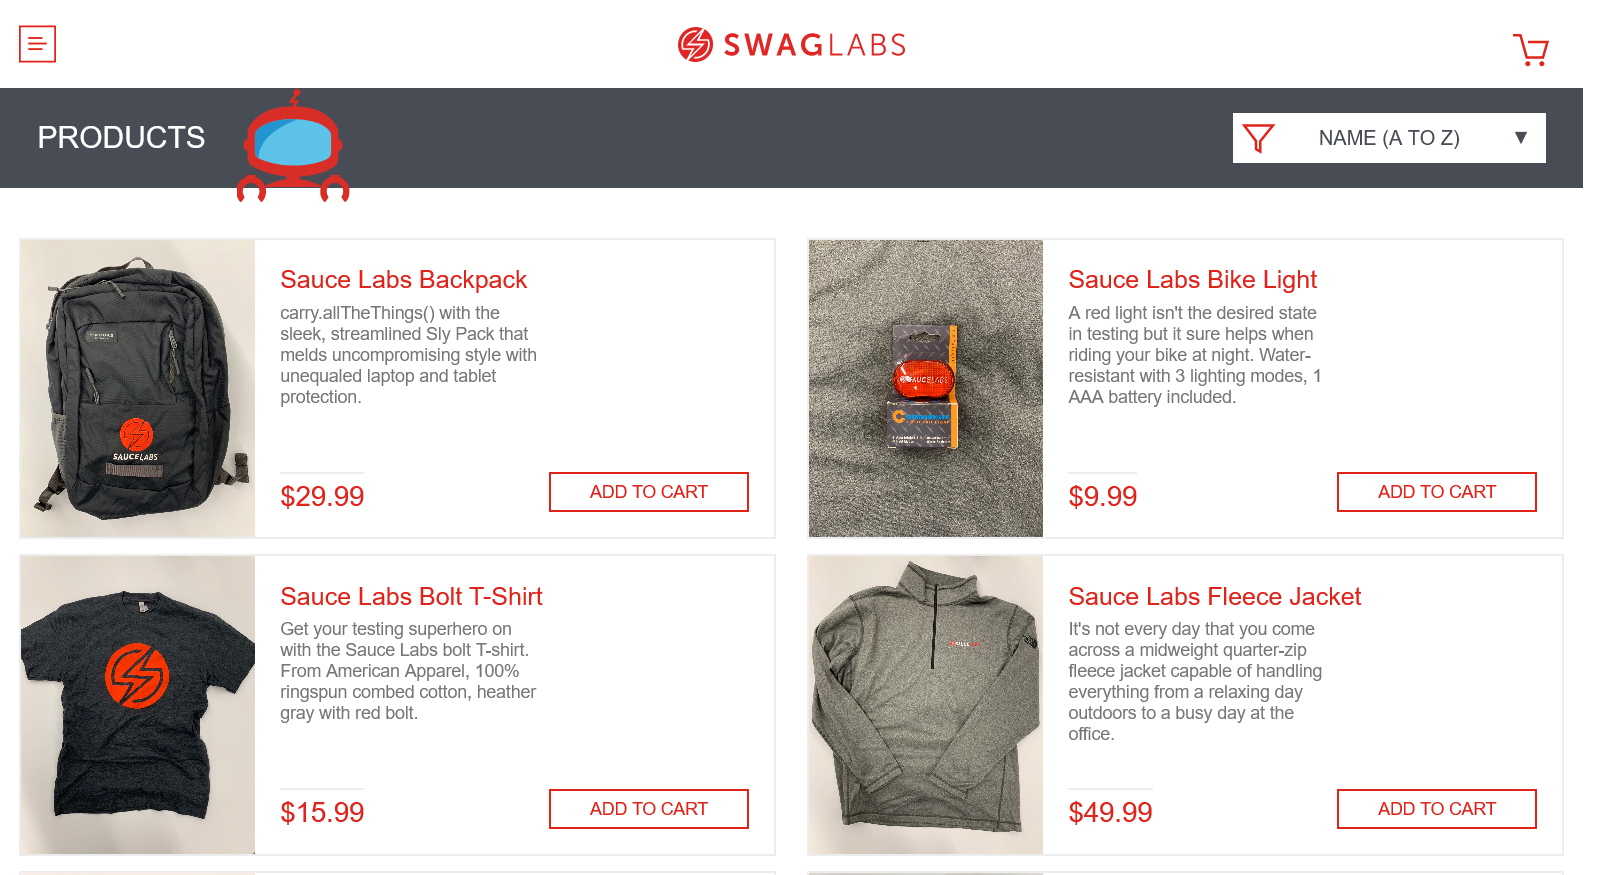 SWAGLABS
PRODUCTS
NAME (A TO Z) ▼
Sauce Labs Backpack
carry.allTheThings() with the
sleek, streamlined Sly Pack that
melds uncompromising style with
unequaled laptop and tablet
protection.
$29.99
ADD TO CART
SAUCELABS
Sauce Labs Bike Light
A red light isn't the desired state
in testing but it sure helps when
riding your bike at night. Water-
resistant with 3 lighting modes, 1
AAA battery included.
$9.99
ADD TO CART
SAUCELABS
Sauce Labs Bolt T-Shirt
Get your testing superhero on
with the Sauce Labs bolt T-shirt.
From American Apparel, 100%
ringspun combed cotton, heather
gray with red bolt.
$15.99
ADD TO CART
Sauce Labs Fleece Jacket
It's not every day that you come
across a midweight quarter-zip
fleece jacket capable of handling
everything from a relaxing day
outdoors to a busy day at the
office.
$49.99
ADD TO CART